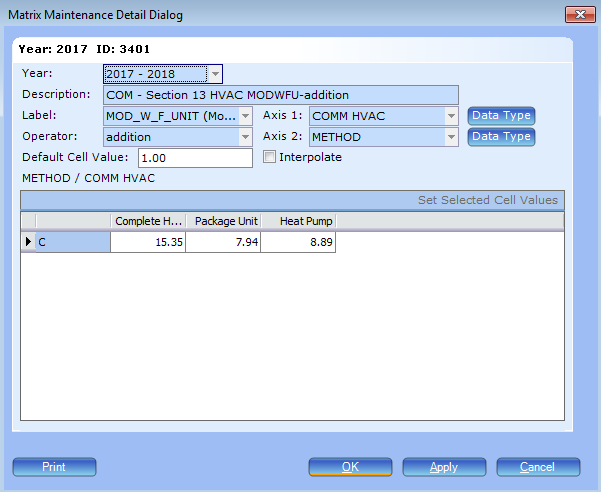 Matrix Maintenance Detail Dialog
Year: 2017 ID: 3401
Year: 2017 - 2018
Description: COM - Section 13 HVAC MODWFU-addition
Label: MOD_W_F_UNIT (Mo... Axis 1: COMM HVAC Data Type
Operator: addition Axis 2: METHOD Data Type
Default Cell Value: 1.00 Interpolate
METHOD / COMM HVAC
Set Selected Cell Values
Complete H... Package Unit Heat Pump
C 15.35 7.94 8.89
Print OK Apply Cancel